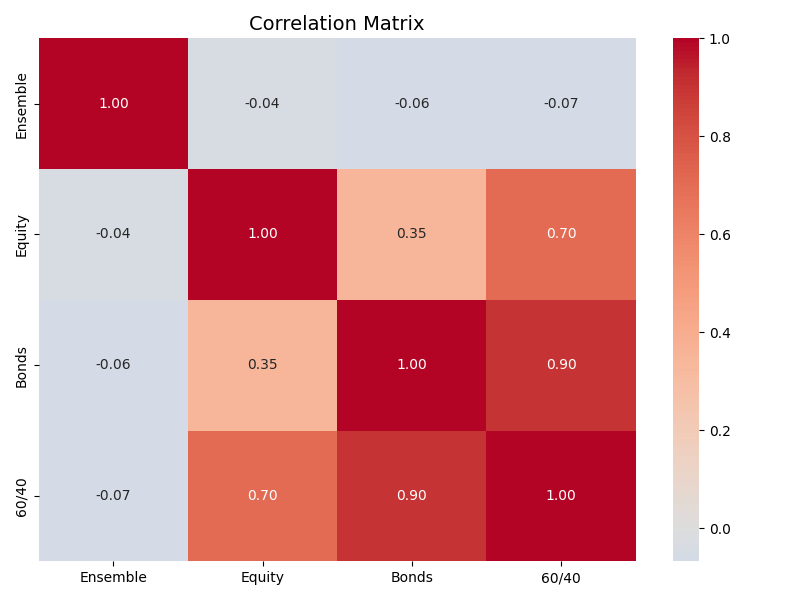 Correlation Matrix
Ensemble 1.00 -0.04 -0.06 -0.07
Equity -0.04 1.00 0.35 0.70
Bonds -0.06 0.35 1.00 0.90
60/40 -0.07 0.70 0.90 1.00
Ensemble Equity Bonds 60/40
1.0
0.8
0.6
0.4
0.2
0.0